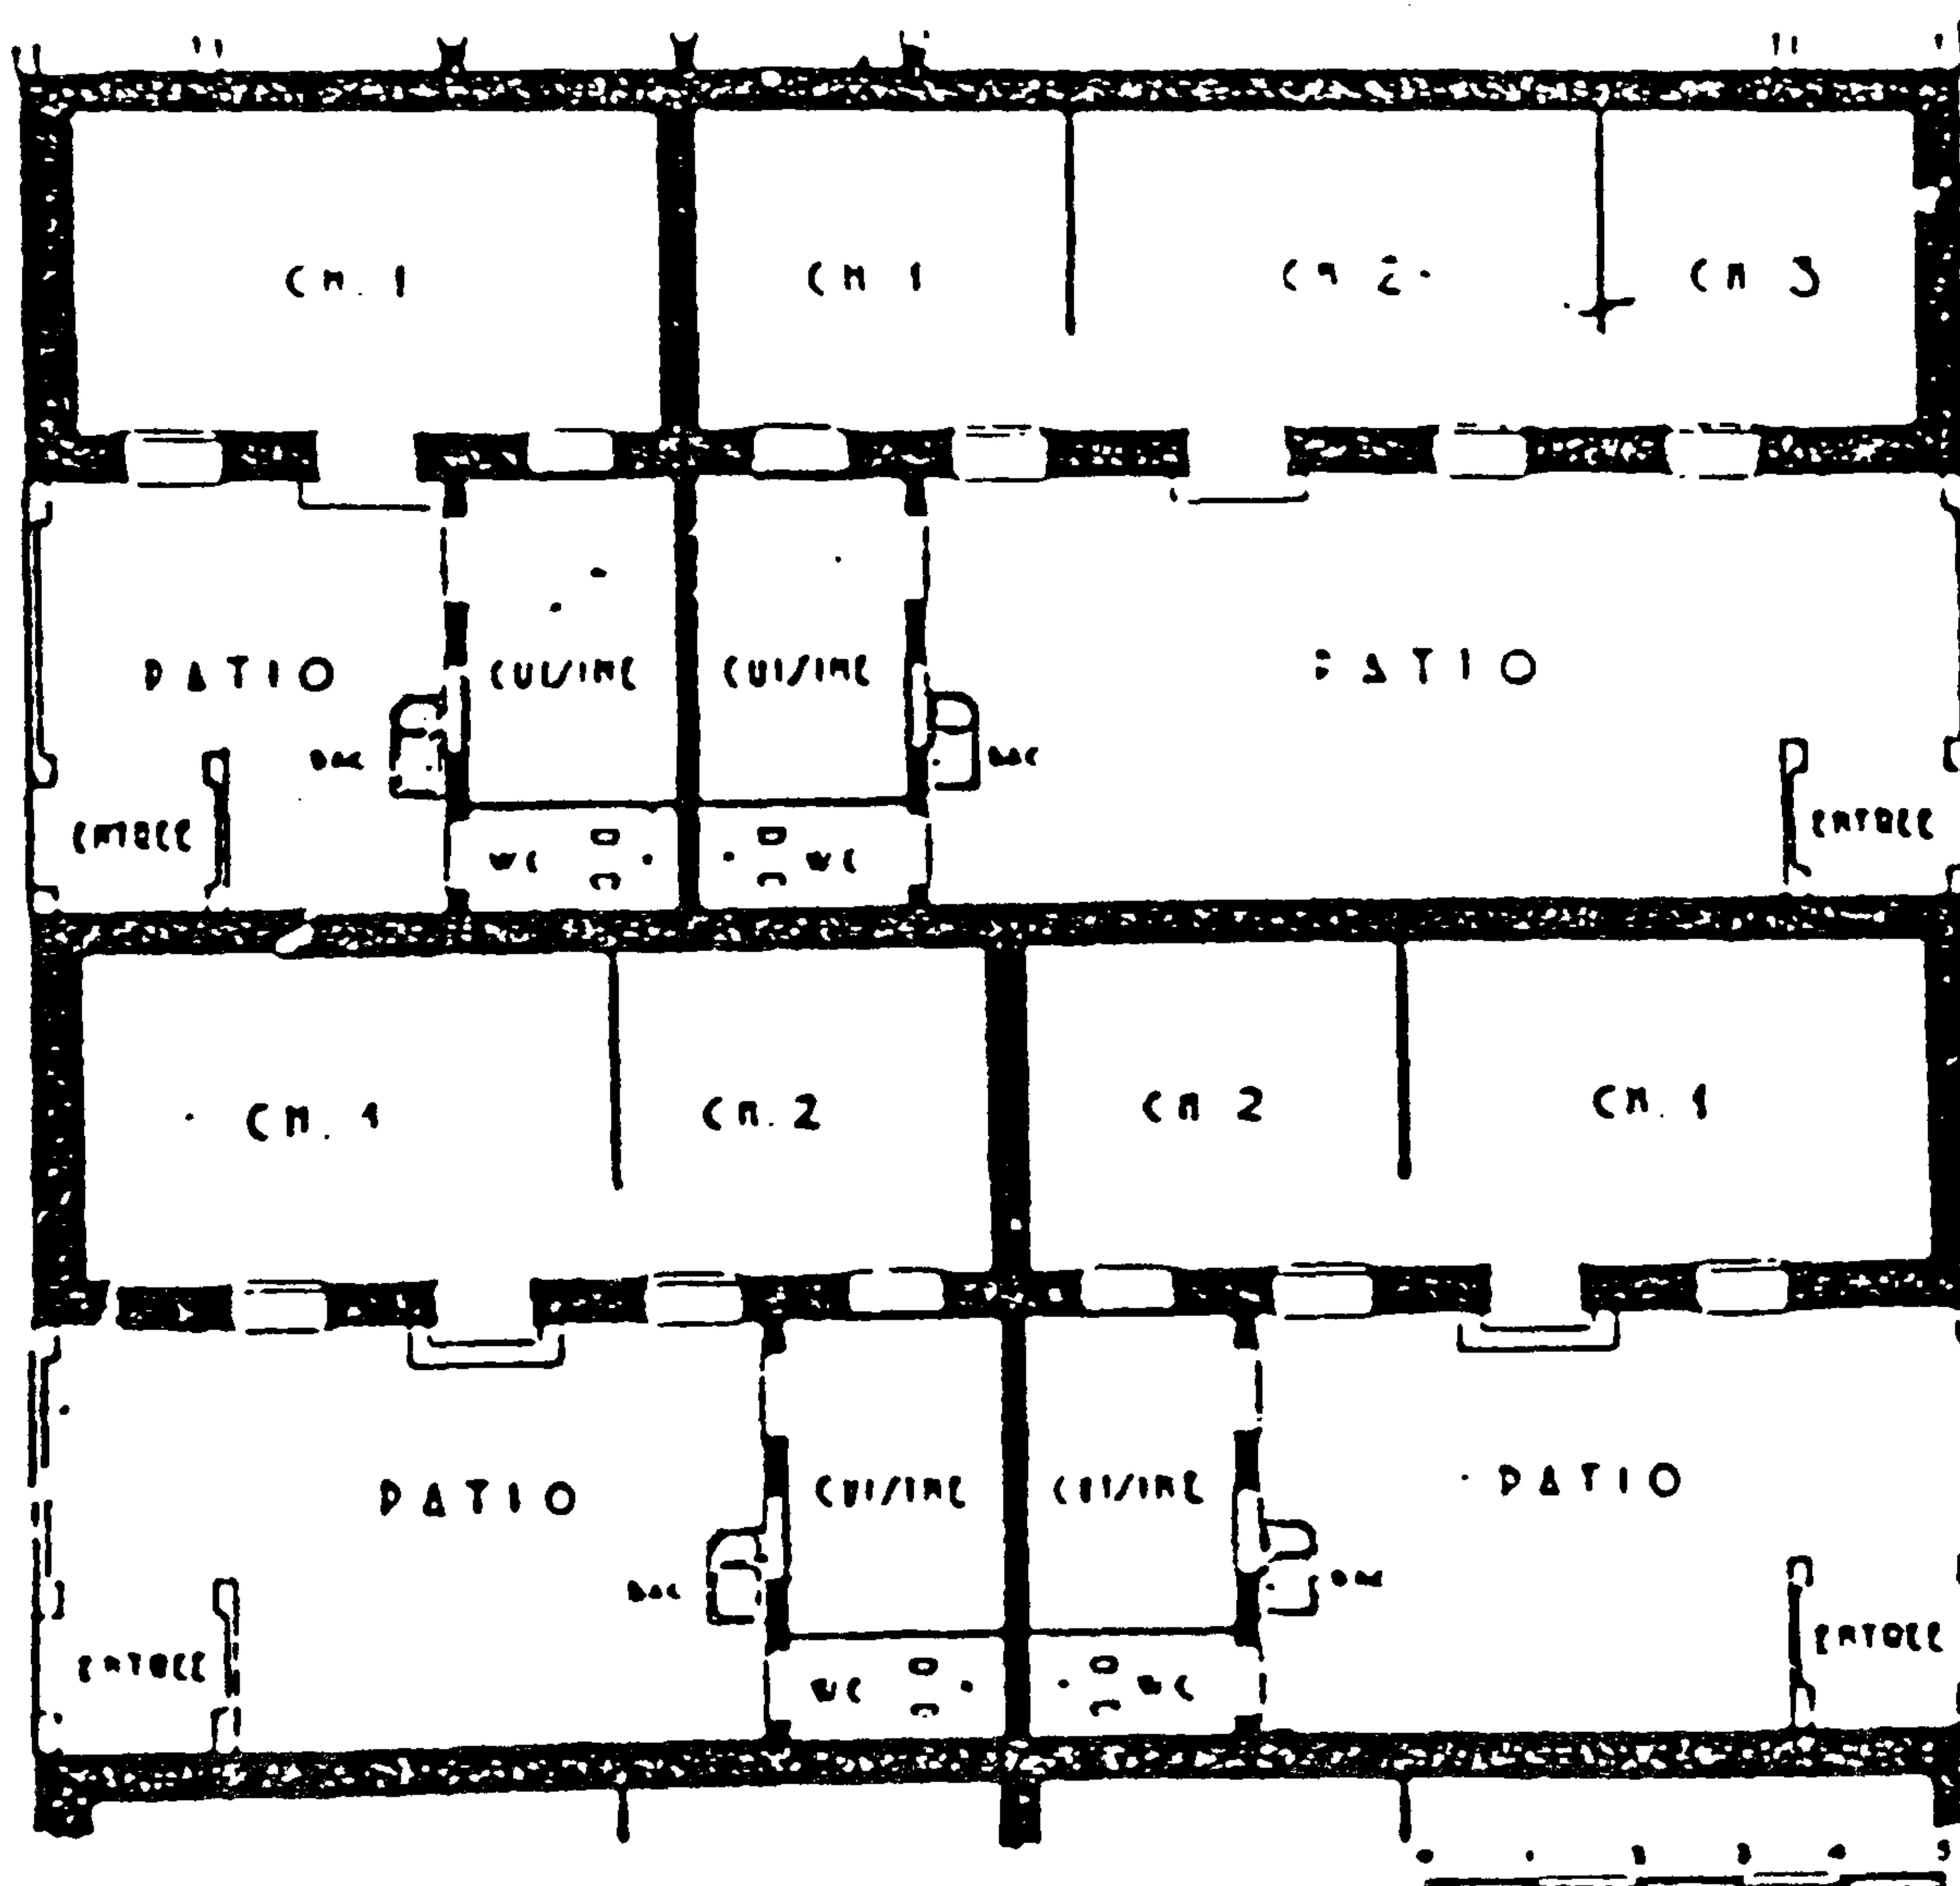 CH. 1
CH 1
CH 2
CH 3
PATIO
CUISINE
CUISINE
PATIO
BAC
BAC
ENTREE
WC
WC
ENTREE
CH. 1
CH. 2
CH 2
CH. 1
PATIO
CUISINE
CUISINE
PATIO
BAC
BAC
ENTREE
WC
WC
ENTREE